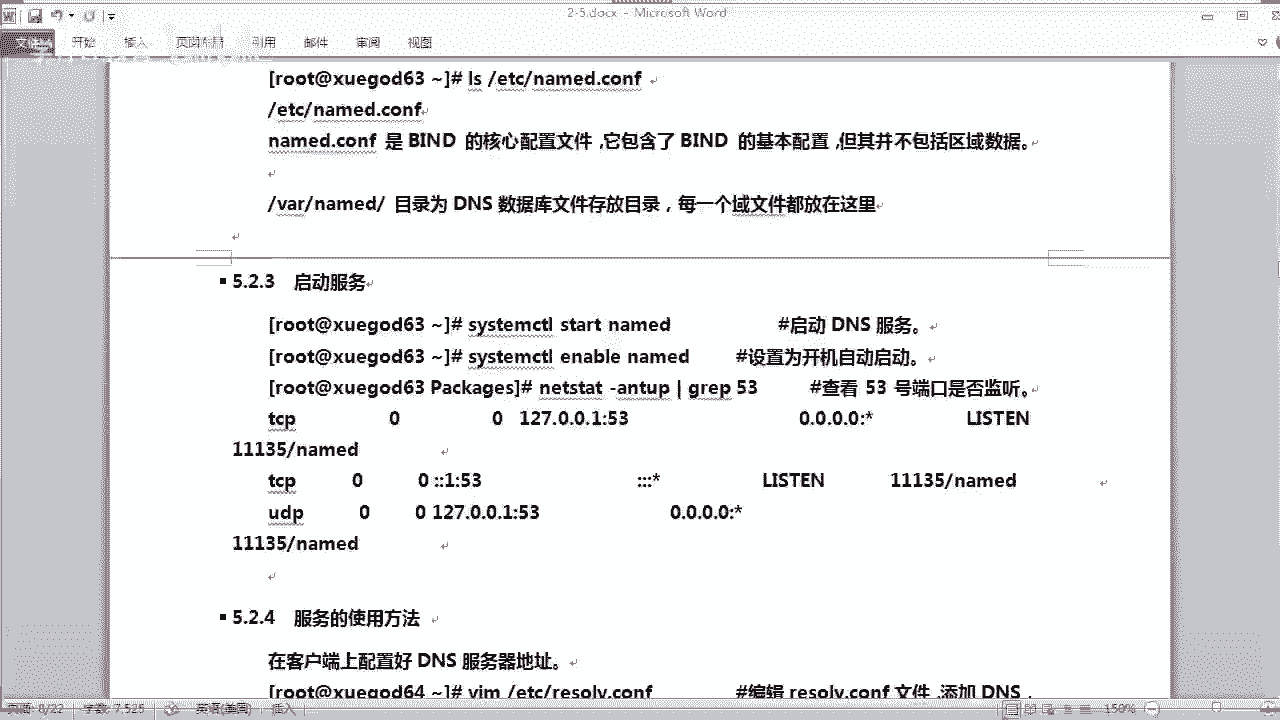 2-5.docx - Microsoft Word
开始 插入 页面布局 引用 邮件 审阅 视图
[root@xuegod63 ~]# ls /etc/named.conf
/etc/named.conf
named.conf 是 BIND 的核心配置文件 ,它包含了 BIND 的基本配置 ,但其并不包括区域数据。
/var/named/ 目录为 DNS 数据库文件存放目录 , 每一个域文件都放在这里
5.2.3 启动服务
[root@xuegod63 ~]# systemctl start named #启动 DNS 服务。
[root@xuegod63 ~]# systemctl enable named #设置为开机自动启动。
[root@xuegod63 Packages]# netstat -antup | grep 53 #查看 53 号端口是否监听。
tcp 0 0 127.0.0.1:53 0.0.0.0:* LISTEN
11135/named
tcp 0 0 ::1:53 :::* LISTEN 11135/named
udp 0 0 127.0.0.1:53 0.0.0.0:*
11135/named
5.2.4 服务的使用方法
在客户端上配置好 DNS 服务器地址。
[root@xuegod64 ~]# vim /etc/resolv.conf #编辑 resolv.conf 文件 ,添加 DNS ,
页面: 8/22 字数: 7,525 英语(美国) 插入 150%